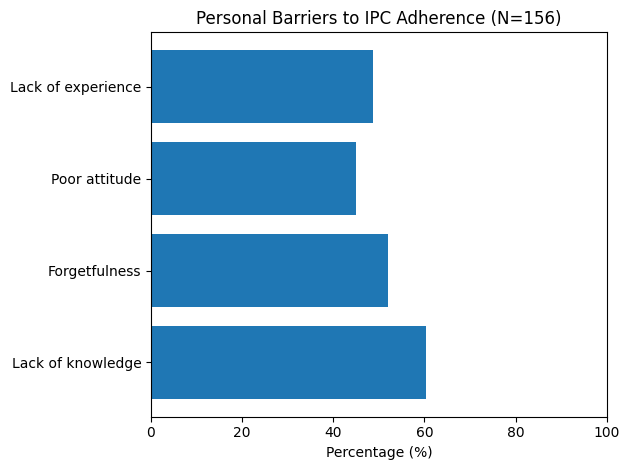 Personal Barriers to IPC Adherence (N=156)
Lack of experience
Poor attitude
Forgetfulness
Lack of knowledge
0 20 40 60 80 100
Percentage (%)